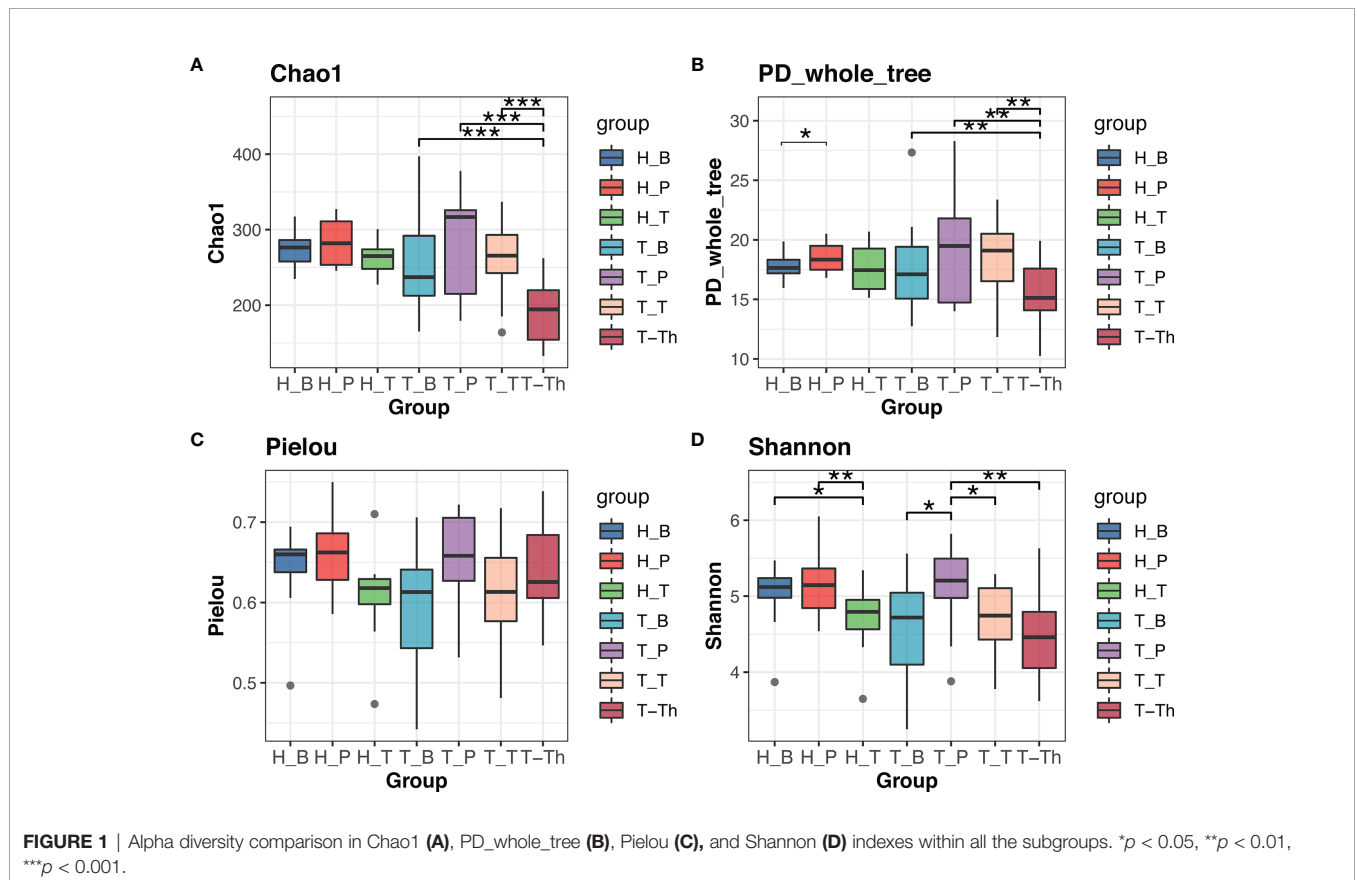 A
Chao1
***
***
***
400
300
200
Chao1
H_B H_P H_T T_B T_P T_T T−Th
Group
group
H_B
H_P
H_T
T_B
T_P
T_T
T−Th
B
PD_whole_tree
**
**
**
*
30
25
20
15
10
PD_whole_tree
H_B H_P H_T T_B T_P T_T T−Th
Group
group
H_B
H_P
H_T
T_B
T_P
T_T
T−Th
C
Pielou
0.7
0.6
0.5
Pielou
H_B H_P H_T T_B T_P T_T T−Th
Group
group
H_B
H_P
H_T
T_B
T_P
T_T
T−Th
D
Shannon
** **
* *
*
6
5
4
Shannon
H_B H_P H_T T_B T_P T_T T−Th
Group
group
H_B
H_P
H_T
T_B
T_P
T_T
T−Th
FIGURE 1 | Alpha diversity comparison in Chao1 (A), PD_whole_tree (B), Pielou (C), and Shannon (D) indexes within all the subgroups. *p < 0.05, **p < 0.01,
***p < 0.001.